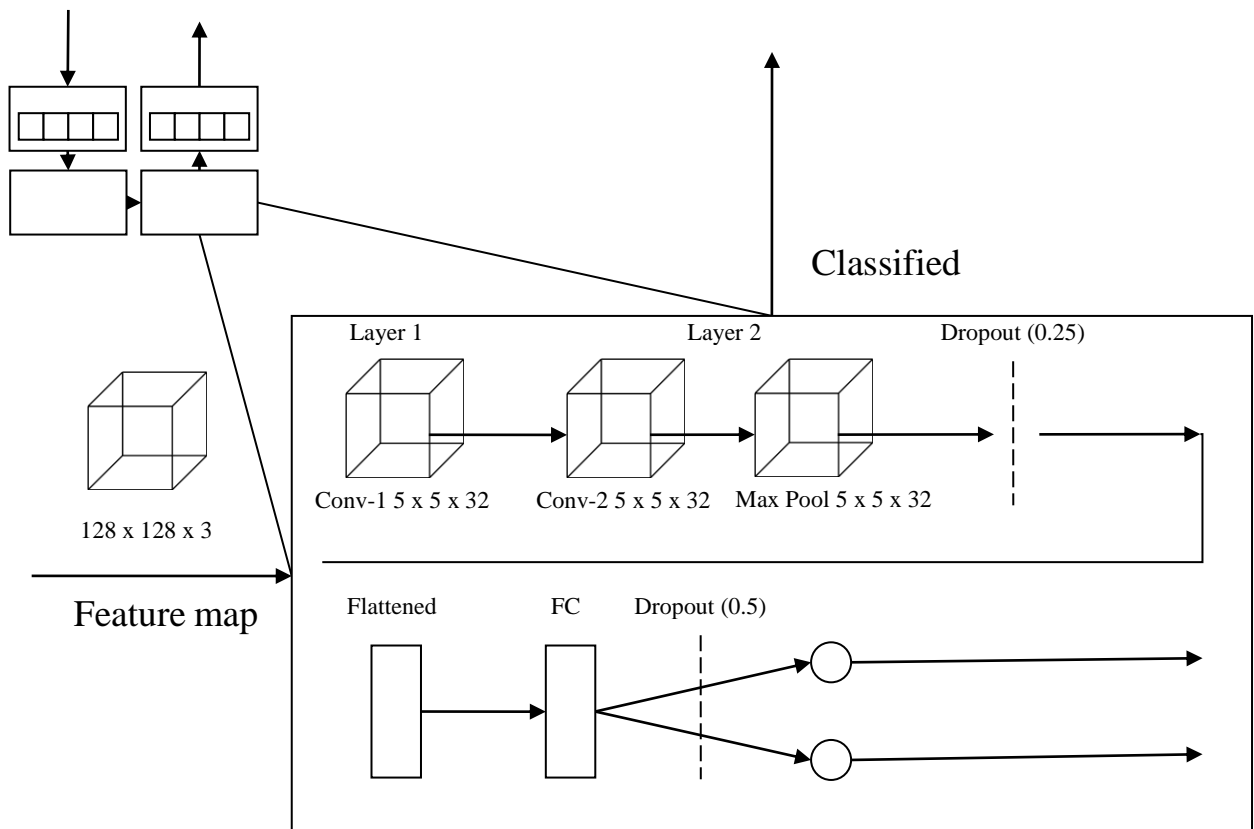 Classified
Layer 1
Layer 2
Dropout (0.25)
Conv-1 5 x 5 x 32
Conv-2 5 x 5 x 32
Max Pool 5 x 5 x 32
128 x 128 x 3
Feature map
Flattened
FC
Dropout (0.5)